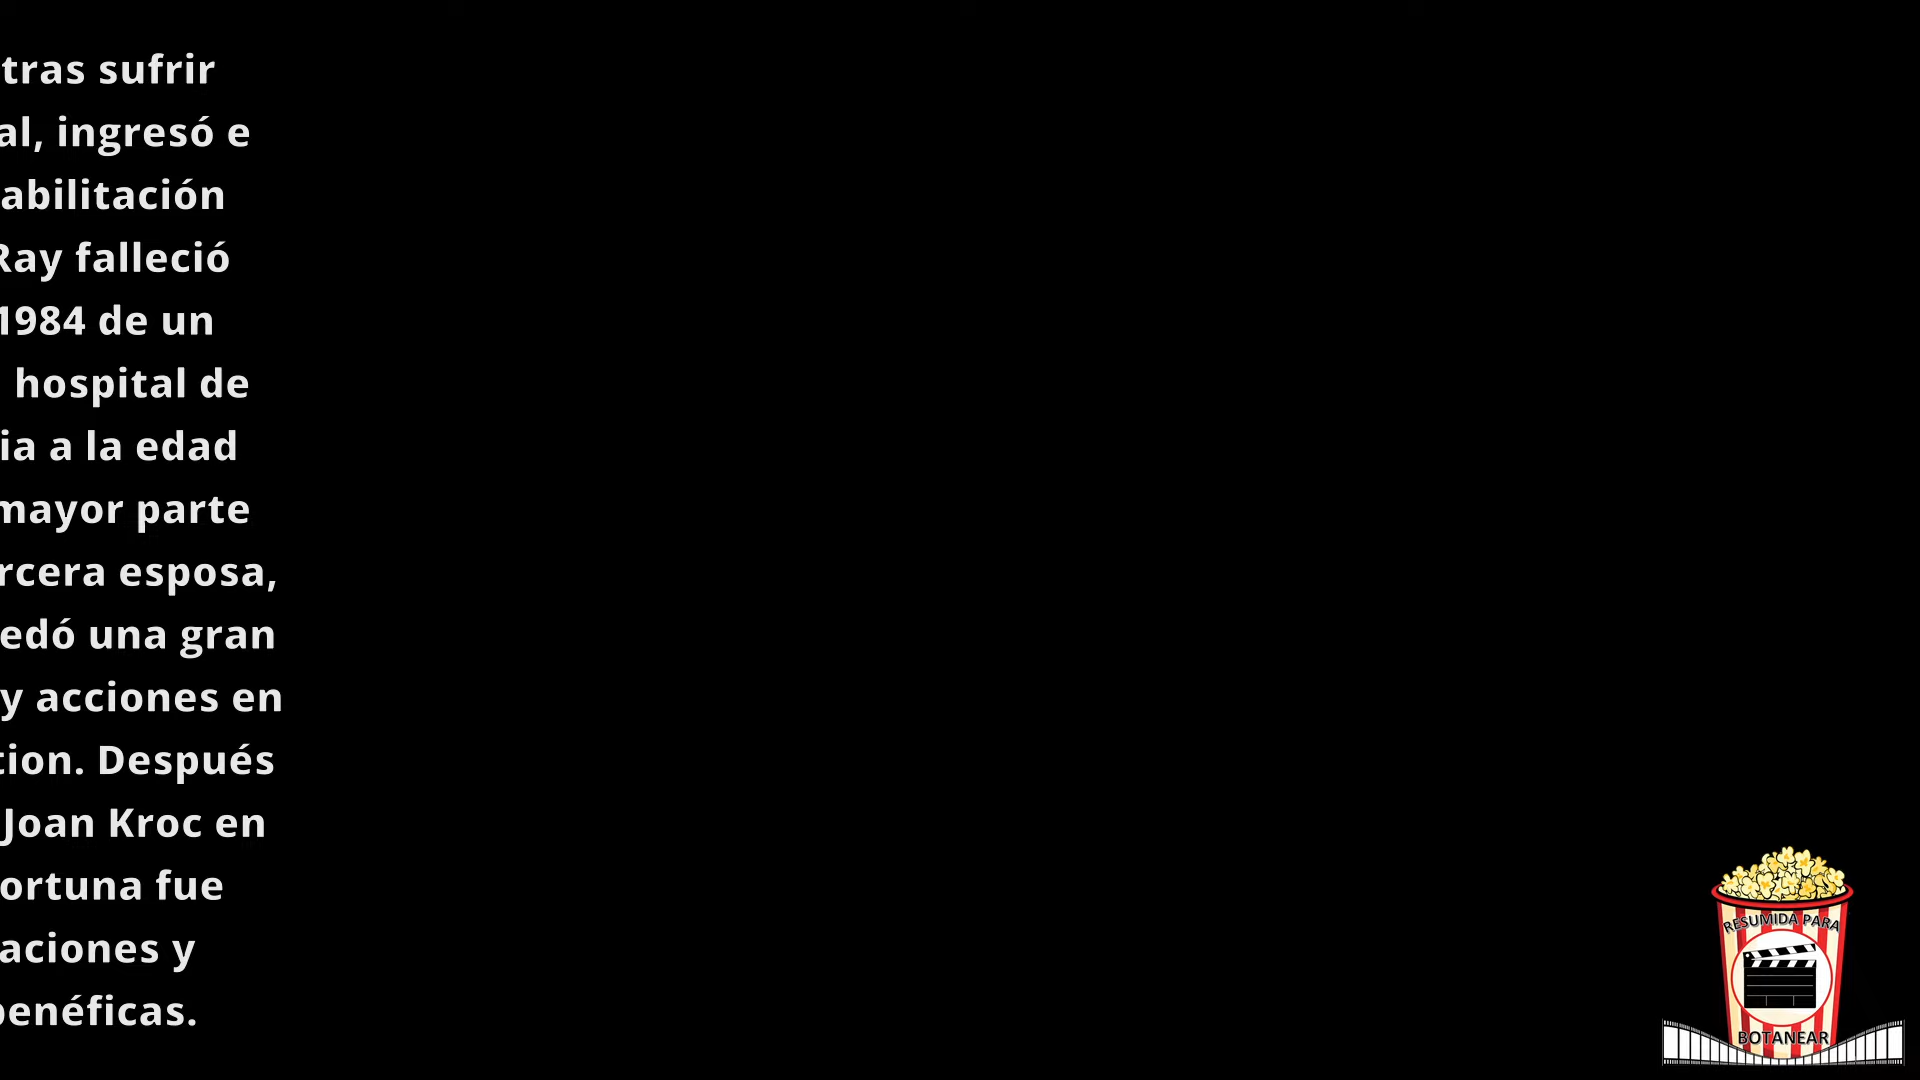 tras sufrir
al, ingresó e
abilitación
Ray falleció
1984 de un
hospital de
ia a la edad
mayor parte
rcera esposa,
edó una gran
y acciones en
tion. Después
Joan Kroc en
ortuna fue
aciones y
benéficas.
RESUMIDA PARA
BOTANEAR